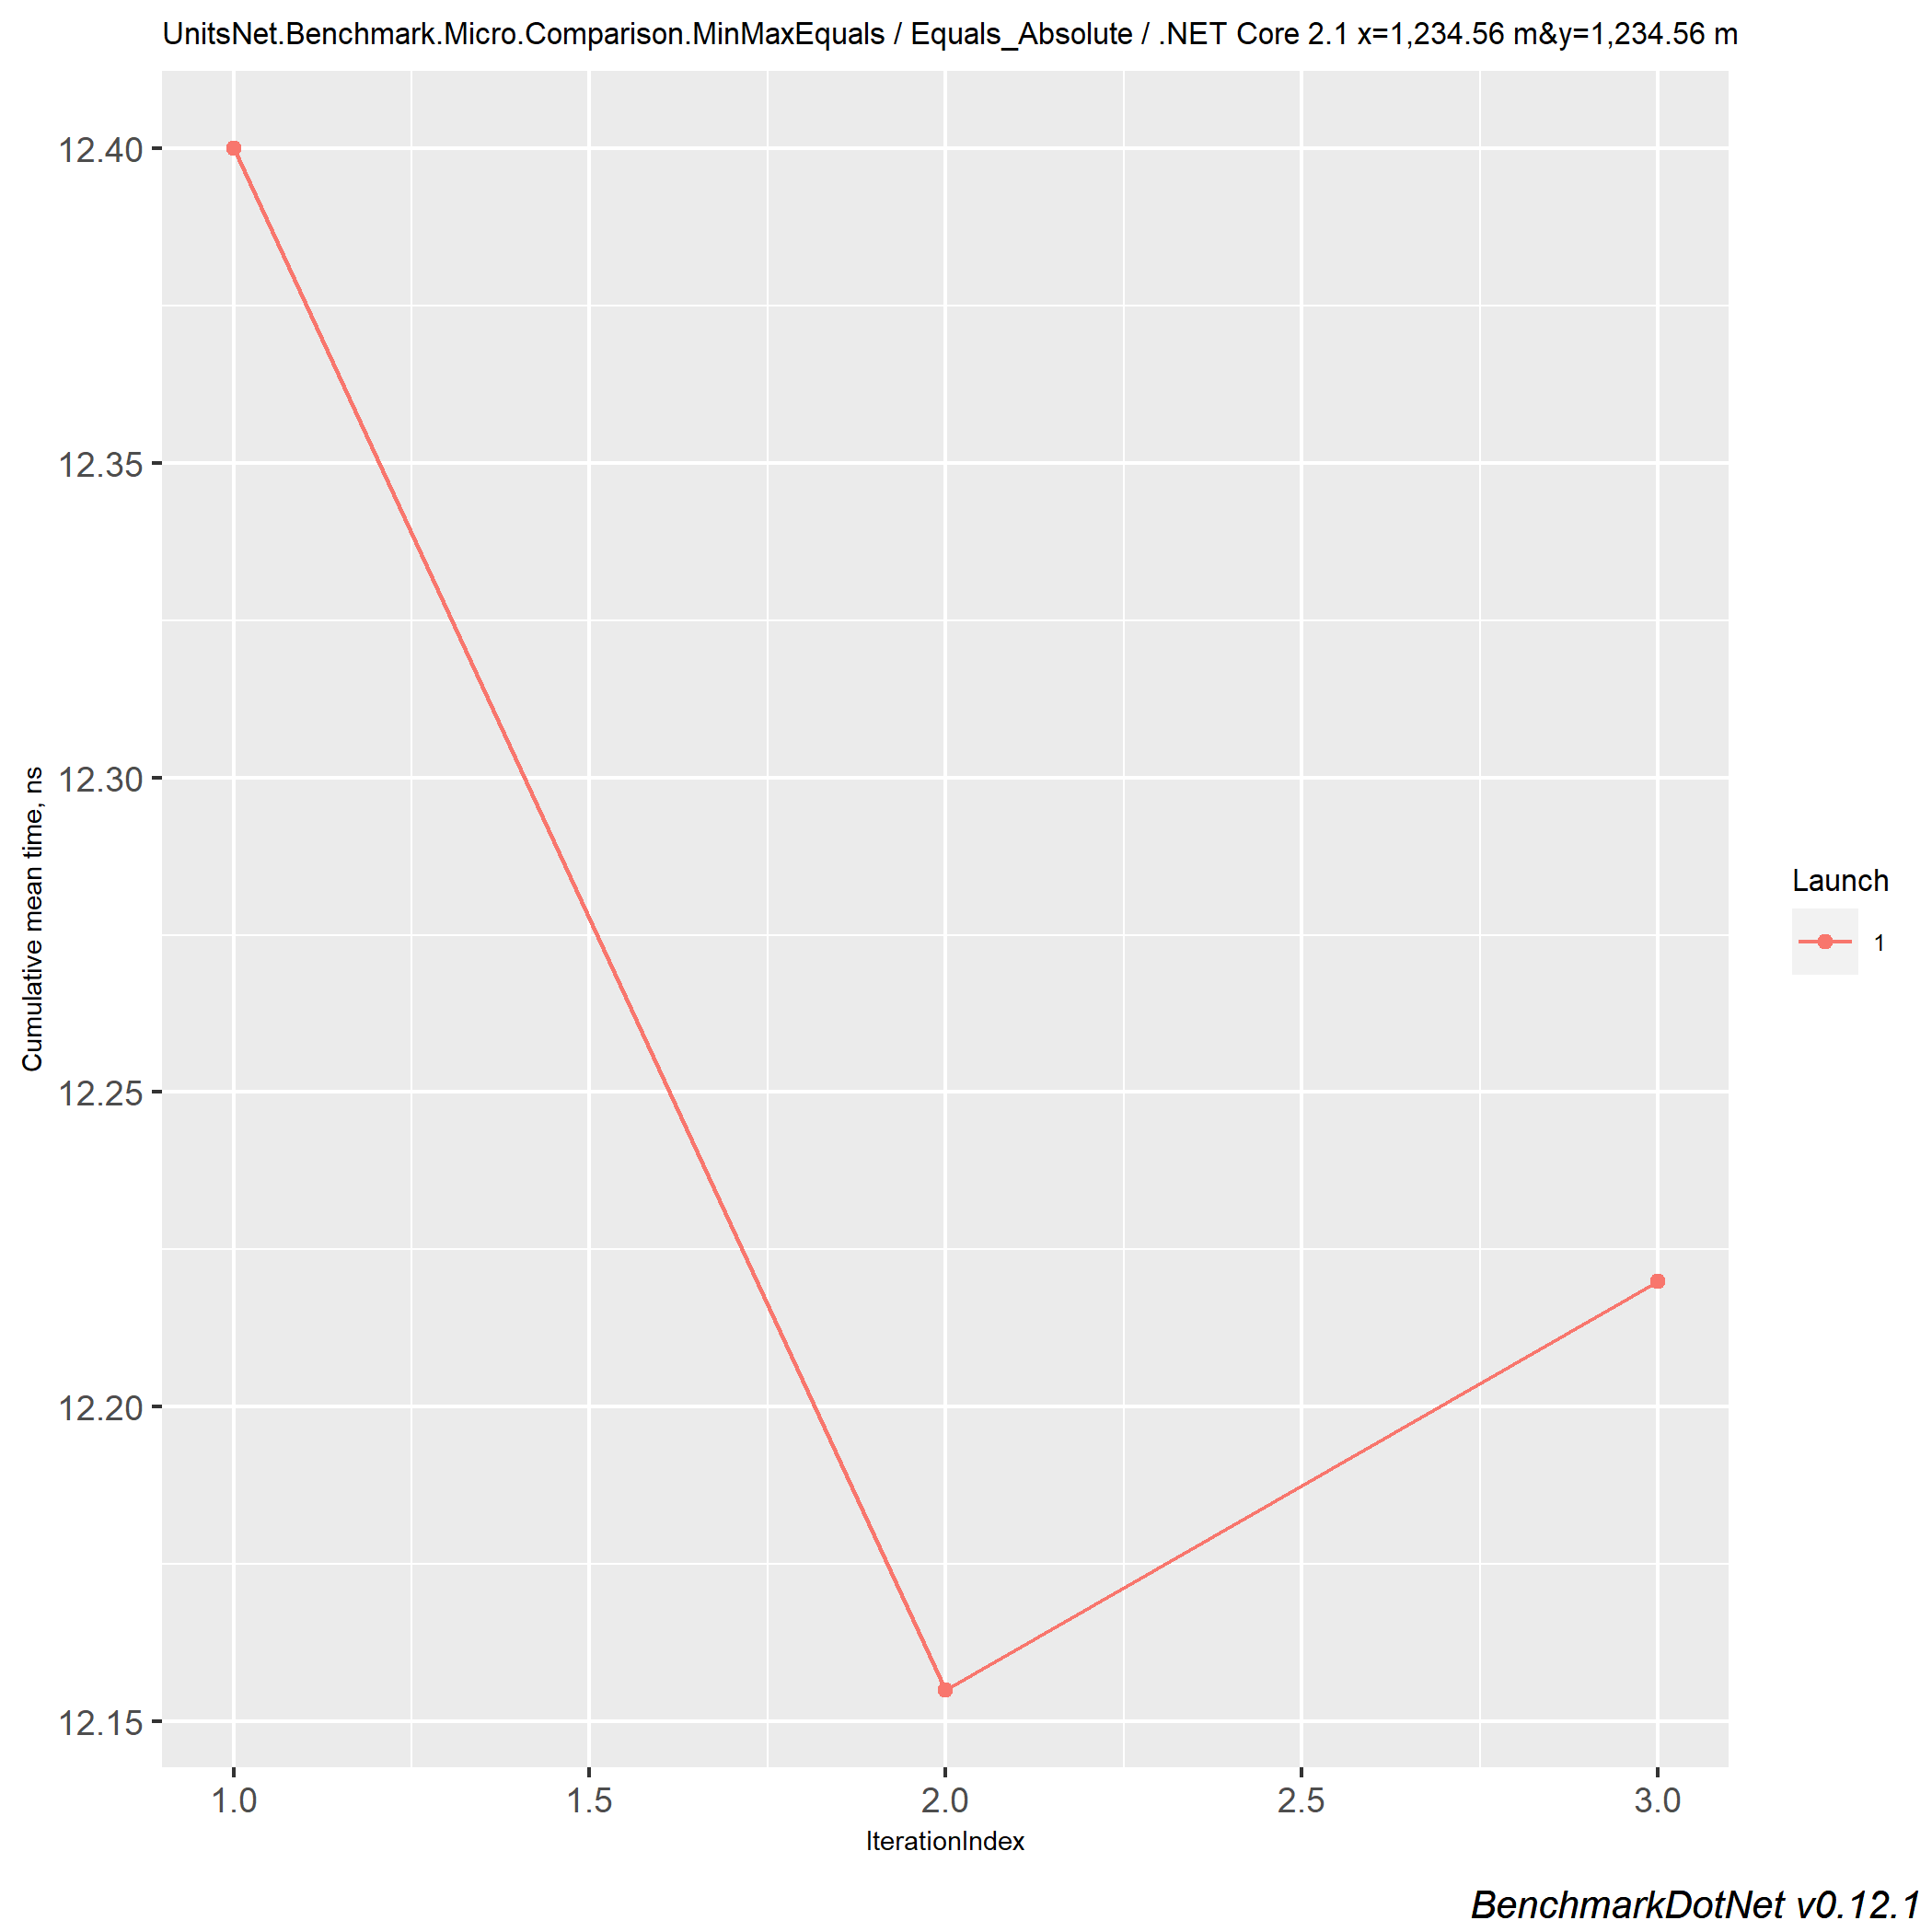 UnitsNet.Benchmark.Micro.Comparison.MinMaxEquals / Equals_Absolute / .NET Core 2.1 x=1,234.56 m&y=1,234.56 m
12.40
12.35
12.30
12.25
12.20
12.15
Cumulative mean time, ns
1.0 1.5 2.0 2.5 3.0
IterationIndex
Launch
1
BenchmarkDotNet v0.12.1